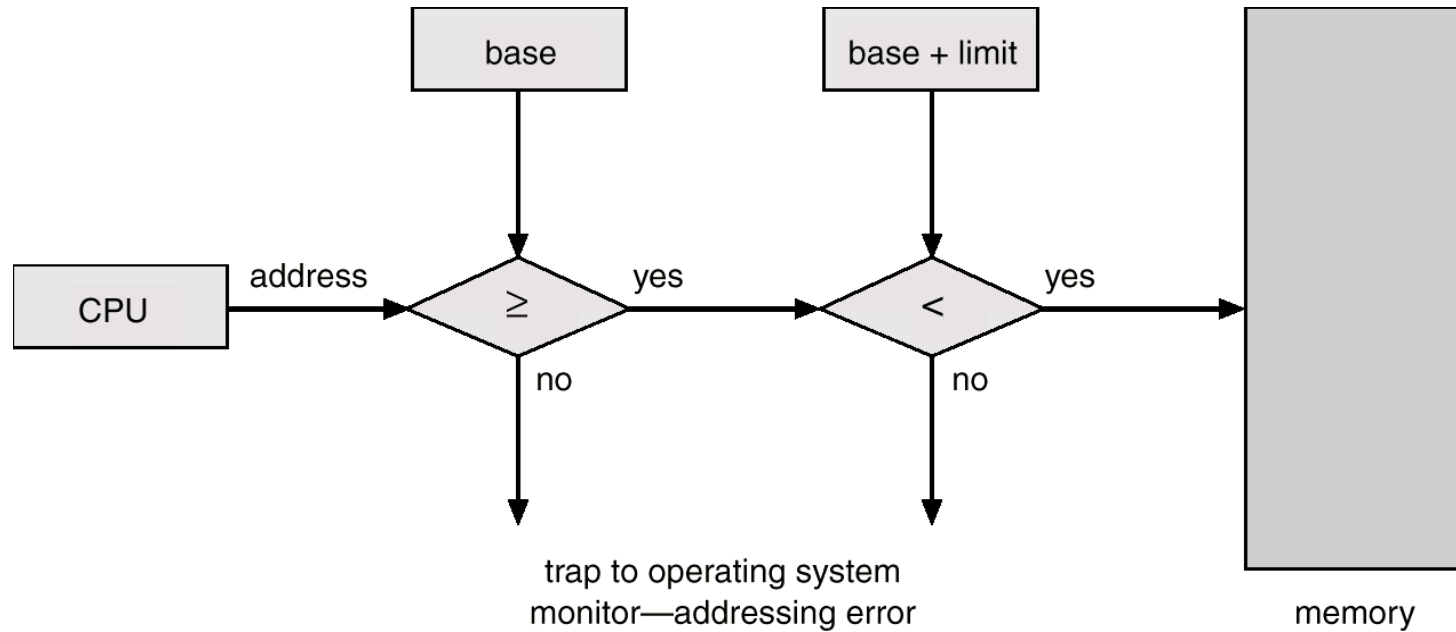 base
base + limit
CPU
address
≥
yes
<
yes
no
no
trap to operating system
monitor—addressing error
memory